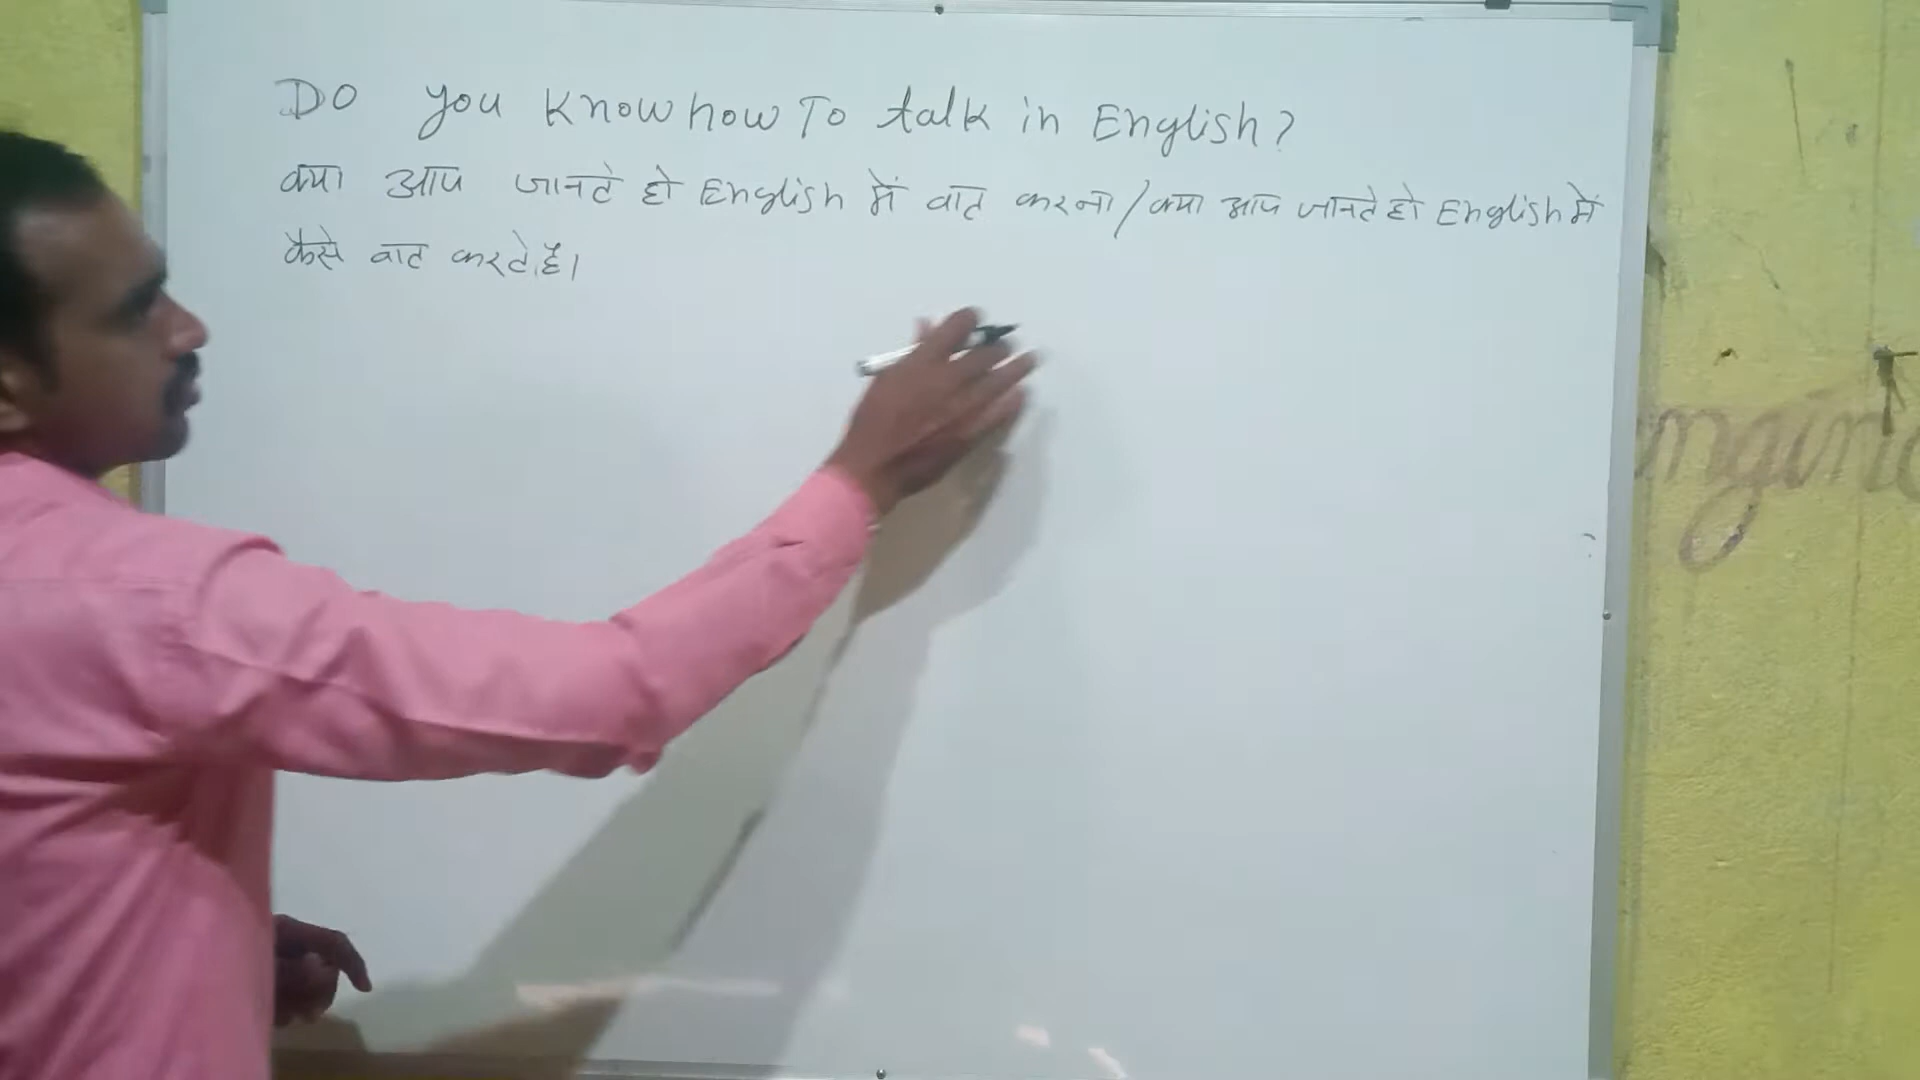 Do you know how To talk in English?
क्या आप जानते हो English में बात करना/क्या आप जानते हो English में
कैसे बात करते हैं।